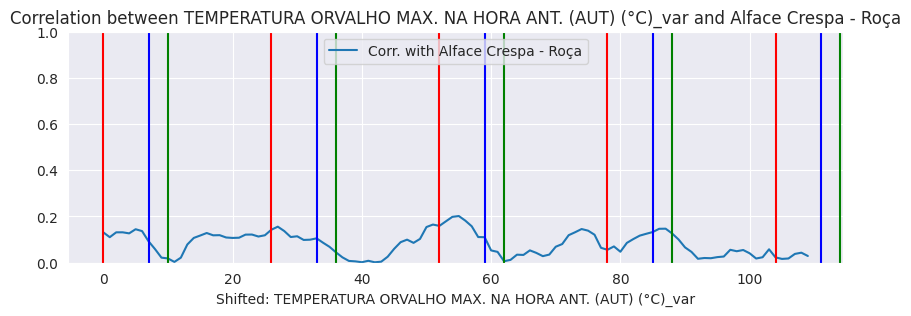 Correlation between TEMPERATURA ORVALHO MAX. NA HORA ANT. (AUT) (°C)_var and Alface Crespa - Roça
Corr. with Alface Crespa - Roça
1.0
0.8
0.6
0.4
0.2
0.0
0 20 40 60 80 100
Shifted: TEMPERATURA ORVALHO MAX. NA HORA ANT. (AUT) (°C)_var